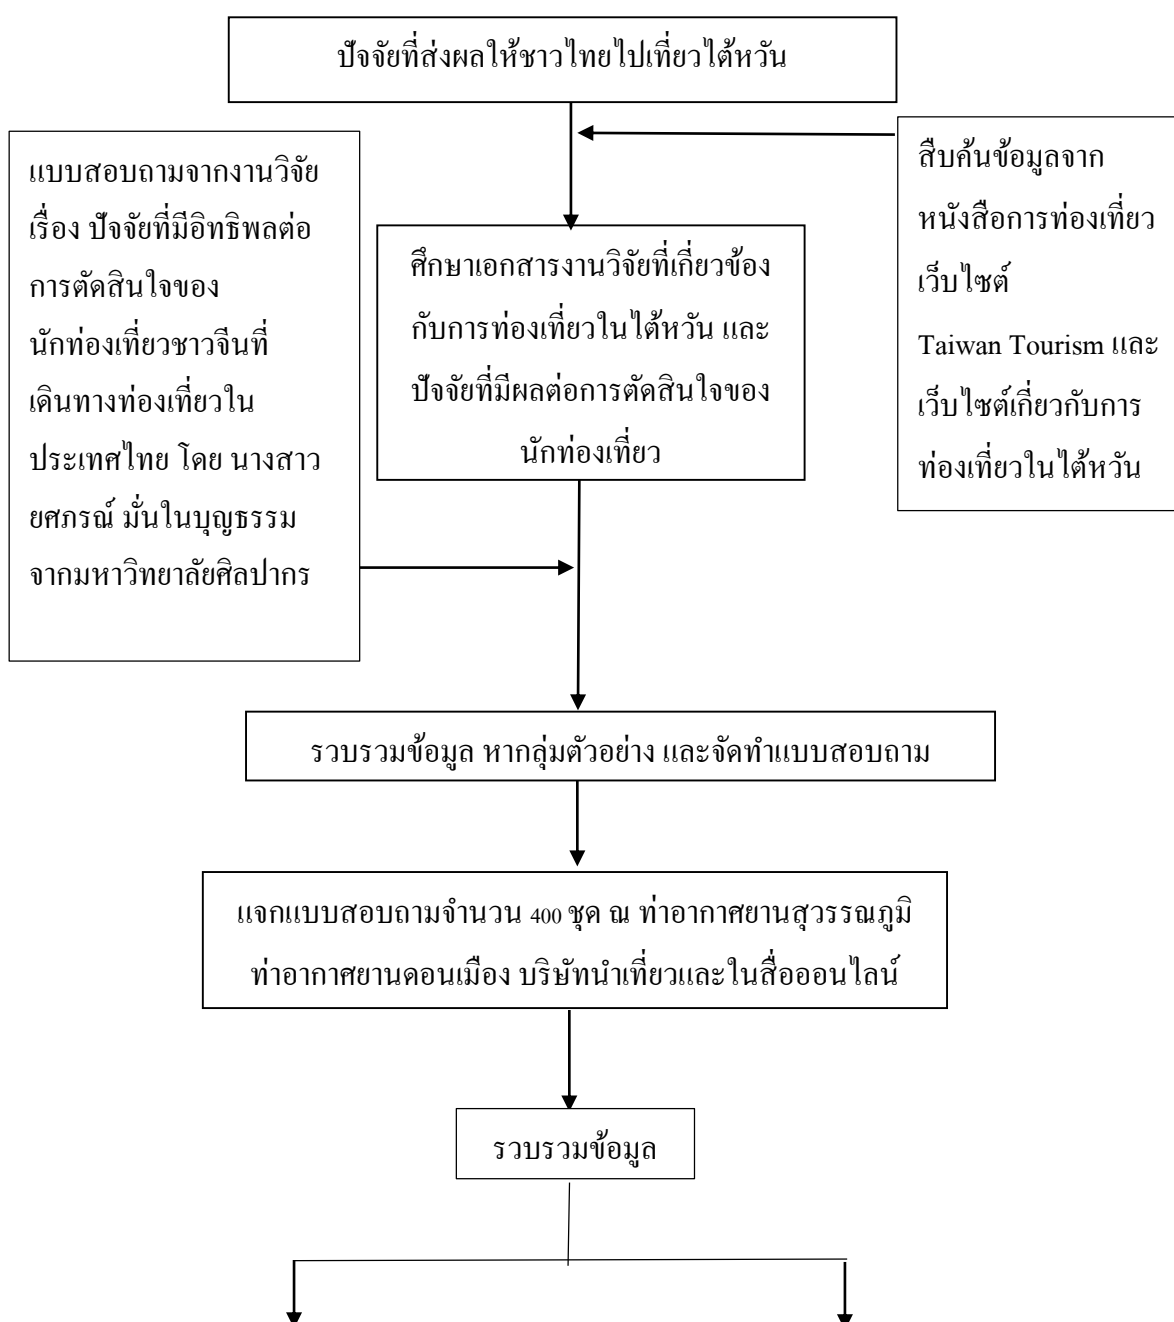 ปัจจัยที่ส่งผลให้ชาวไทยไปเที่ยวไต้หวัน
แบบสอบถามจากงานวิจัย
เรื่อง ปัจจัยที่มีอิทธิพลต่อ
การตัดสินใจของ
นักท่องเที่ยวชาวจีนที่
เดินทางท่องเที่ยวใน
ประเทศไทย โดย นางสาว
ยศภรณ์ มั่นในบุญธรรม
จากมหาวิทยาลัยศิลปากร
ศึกษาเอกสารงานวิจัยที่เกี่ยวข้อง
กับการท่องเที่ยวในไต้หวัน และ
ปัจจัยที่มีผลต่อการตัดสินใจของ
นักท่องเที่ยว
สืบค้นข้อมูลจาก
หนังสือการท่องเที่ยว
เว็บไซต์
Taiwan Tourism และ
เว็บไซต์เกี่ยวกับการ
ท่องเที่ยวในไต้หวัน
รวบรวมข้อมูล หากลุ่มตัวอย่าง และจัดทำแบบสอบถาม
แจกแบบสอบถามจำนวน 400 ชุด ณ ท่าอากาศยานสุวรรณภูมิ
ท่าอากาศยานดอนเมือง บริษัทนำเที่ยวและในสื่อออนไลน์
รวบรวมข้อมูล